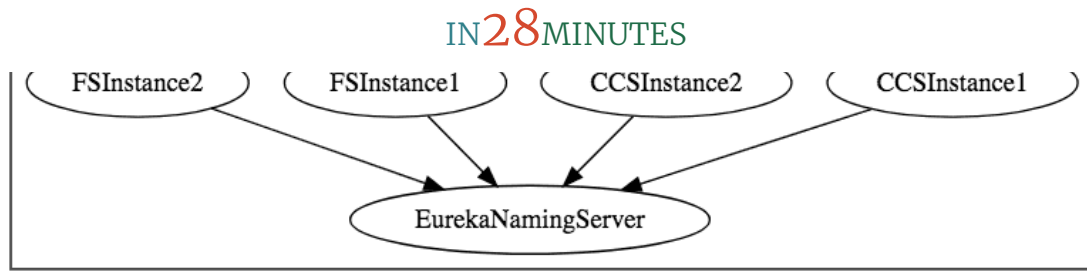 IN28MINUTES
FSInstance2 FSInstance1 CCSInstance2 CCSInstance1
EurekaNamingServer